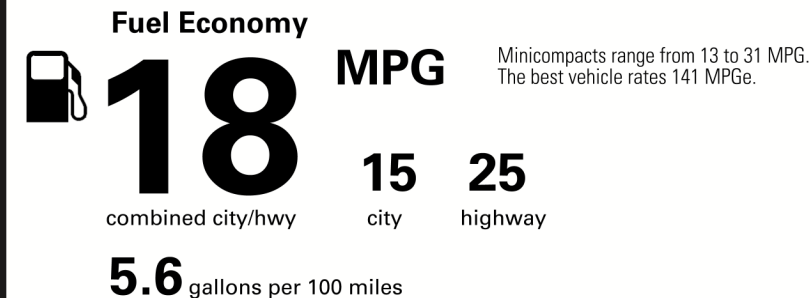 Fuel Economy
18 MPG
Minicompacts range from 13 to 31 MPG.
The best vehicle rates 141 MPGe.
15 25
combined city/hwy city highway
5.6 gallons per 100 miles